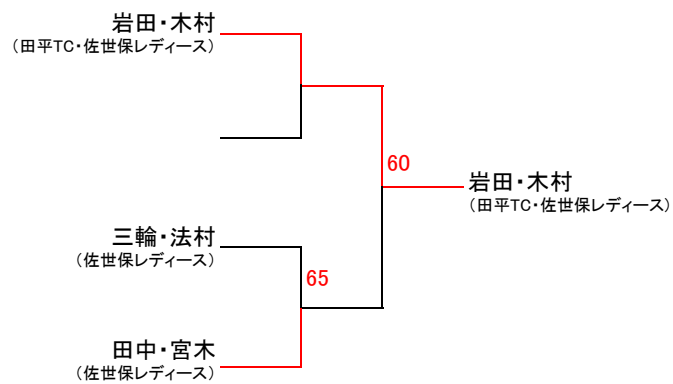 岩田・木村
（田平TC・佐世保レディース）
60
岩田・木村
（田平TC・佐世保レディース）
三輪・法村
（佐世保レディース）
65
田中・宮木
（佐世保レディース）